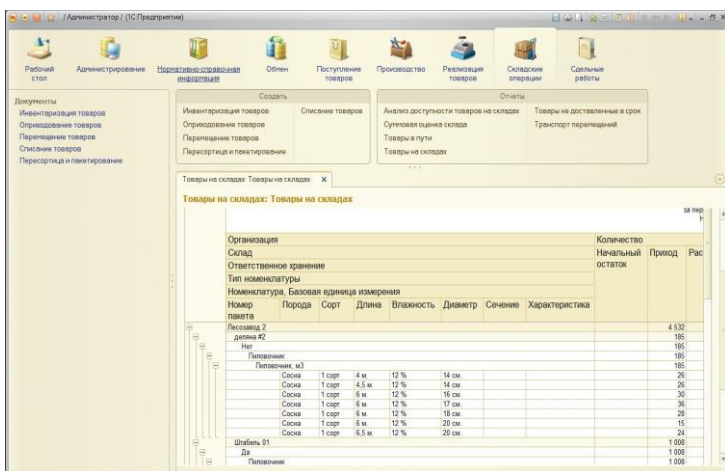 /Администратор / (1С:Предприятие)
Рабочий стол
Администрирование
Нормативно-справочная информация
Обмен
Поступление товаров
Производство
Реализация товаров
Складские операции
Сдельные работы
Документы
Инвентаризация товаров
Оприходование товаров
Перемещение товаров
Списание товаров
Пересортица и пакетирование
Создать
Инвентаризация товаров Списание товаров
Оприходование товаров
Перемещение товаров
Пересортица и пакетирование
Отчеты
Анализ доступности товаров на складах Товары не доставленные в срок
Суммовая оценка склада Транспорт перемещений
Товары в пути
Товары на складах
Товары на складах: Товары на складах X
Товары на складах: Товары на складах
за пер
Н
Организация Количество
Склад Начальный остаток Приход Рас
Ответственное хранение
Тип номенклатуры
Номенклатура, Базовая единица измерения
Номер пакета Порода Сорт Длина Влажность Диаметр Сечение Характеристика
Лесозавод 2 4 532
деляна #2 185
Нет 185
Пиловочник 185
Пиловочник, м3 185
Сосна 1 сорт 4 м. 12 % 14 см. 26
Сосна 1 сорт 4,5 м. 12 % 14 см. 26
Сосна 1 сорт 6 м. 12 % 16 см. 30
Сосна 1 сорт 6 м. 12 % 17 см. 36
Сосна 1 сорт 6 м. 12 % 18 см. 28
Сосна 1 сорт 6 м. 12 % 20 см. 15
Сосна 1 сорт 6,5 м. 12 % 20 см. 24
Штабель 01 1 008
Да 1 008
Пиловочник 1 008